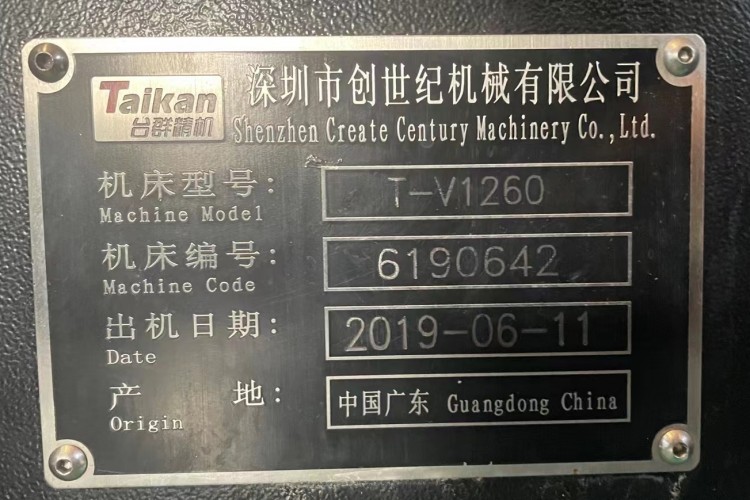 Taikan
台群精机
深圳市创世纪机械有限公司
Shenzhen Create Century Machinery Co.,Ltd.
机床型号: T-V1260
Machine Model
机床编号: 6190642
Machine Code
出机日期: 2019-06-11
Date
产 地: 中国广东 Guangdong China
Origin